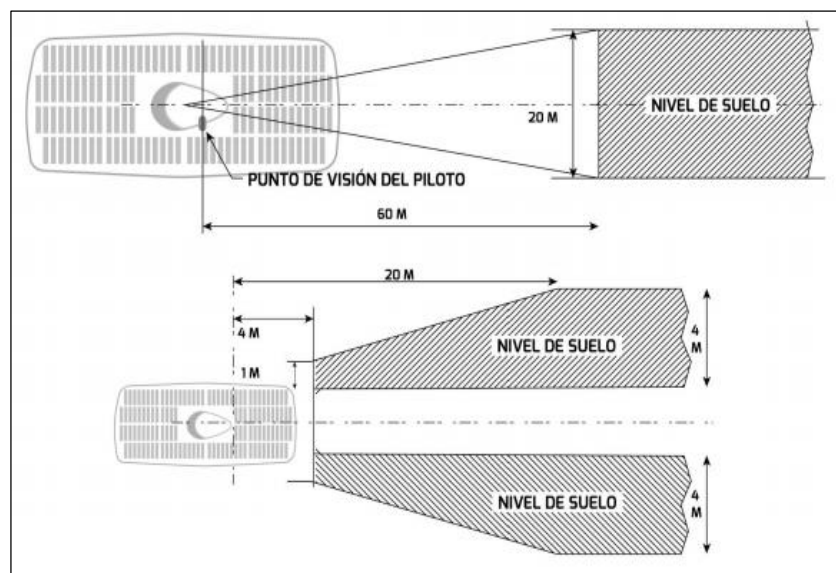 NIVEL DE SUELO
20 M
PUNTO DE VISIÓN DEL PILOTO
60 M
20 M
4 M
1 M
NIVEL DE SUELO
4 M
NIVEL DE SUELO
4 M